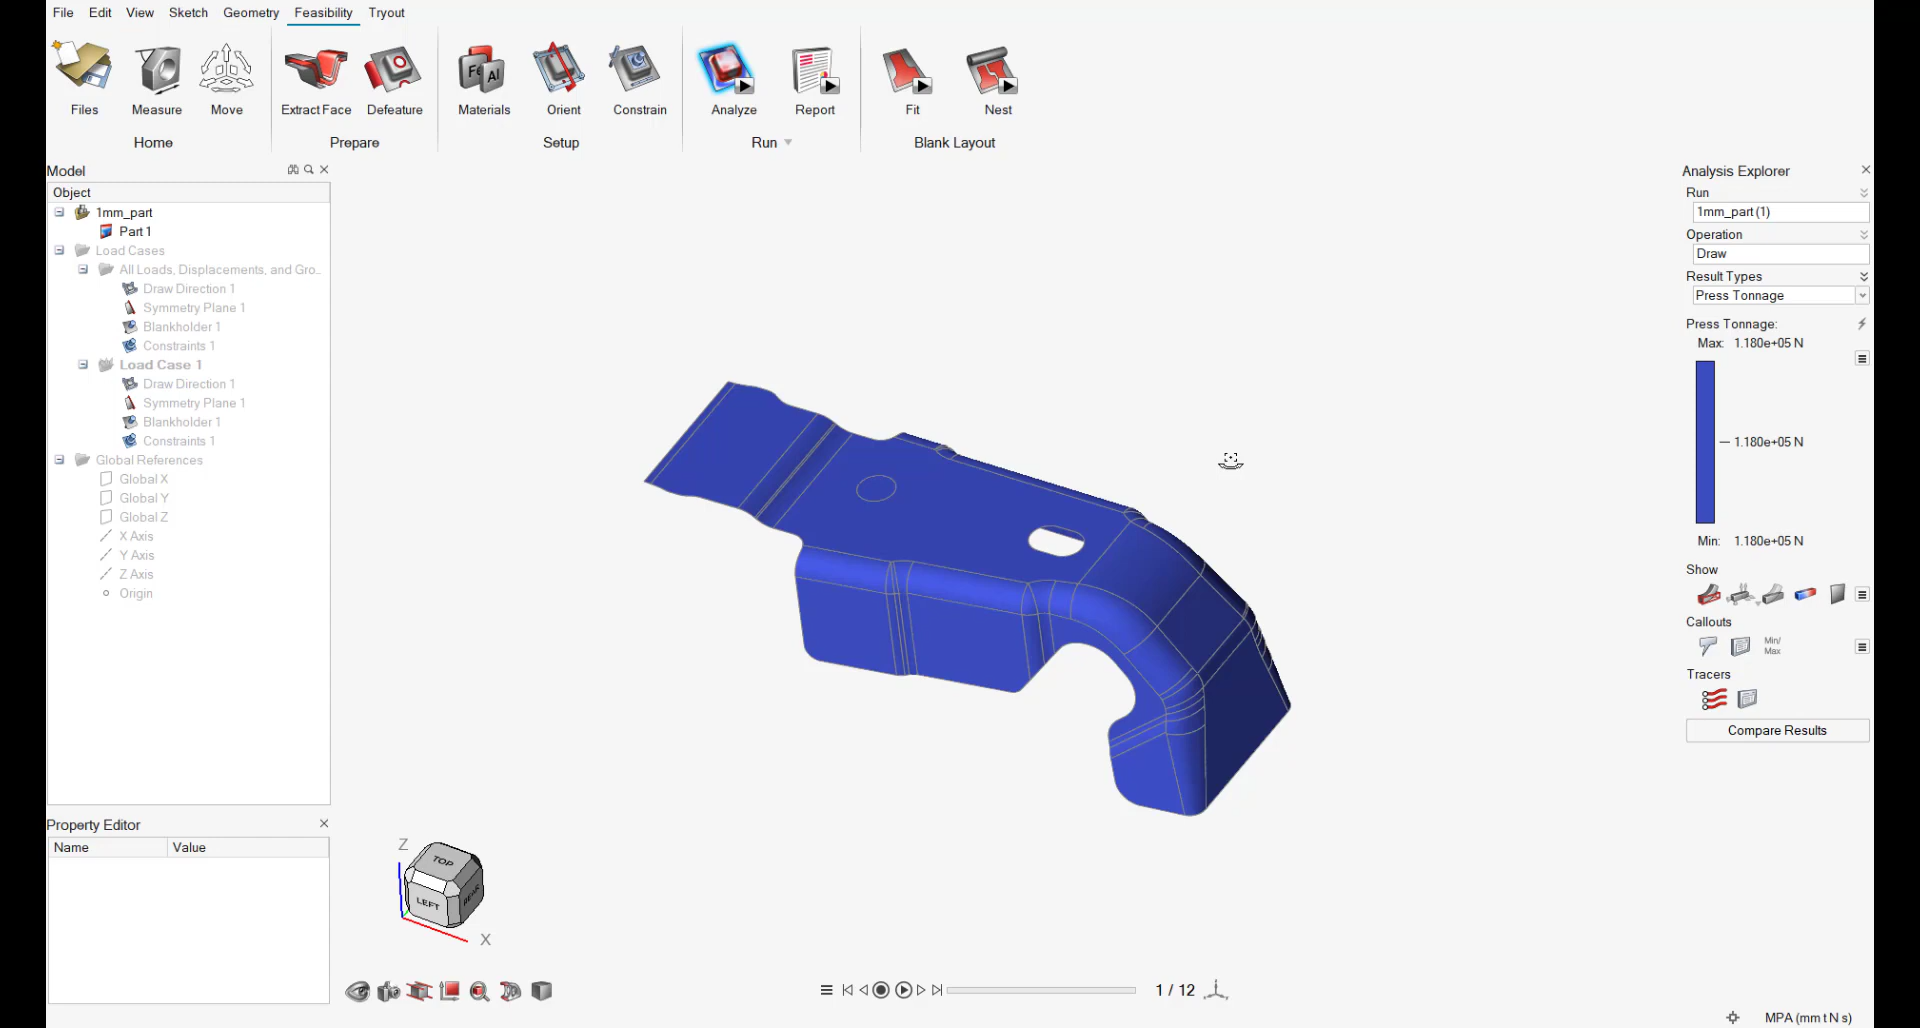 File Edit View Sketch Geometry Feasibility Tryout
Files Measure Move Extract Face Defeature Materials Orient Constrain Analyze Report Fit Nest
Home Prepare Setup Run Blank Layout
Fe Al
Model
Object
1mm_part
Part 1
Load Cases
All Loads, Displacements, and Gro..
Draw Direction 1
Symmetry Plane 1
Blankholder 1
Constraints 1
Load Case 1
Draw Direction 1
Symmetry Plane 1
Blankholder 1
Constraints 1
Global References
Global X
Global Y
Global Z
X Axis
Y Axis
Z Axis
Origin
Property Editor
Name Value
Z
TOP
LEFT
REAR
X
1 / 12
Analysis Explorer
Run
1mm_part (1)
Operation
Draw
Result Types
Press Tonnage
Press Tonnage:
Max: 1.180e+05 N
1.180e+05 N
Min: 1.180e+05 N
Show
Callouts
Min/
Max
Tracers
Compare Results
MPA (mm t N s)